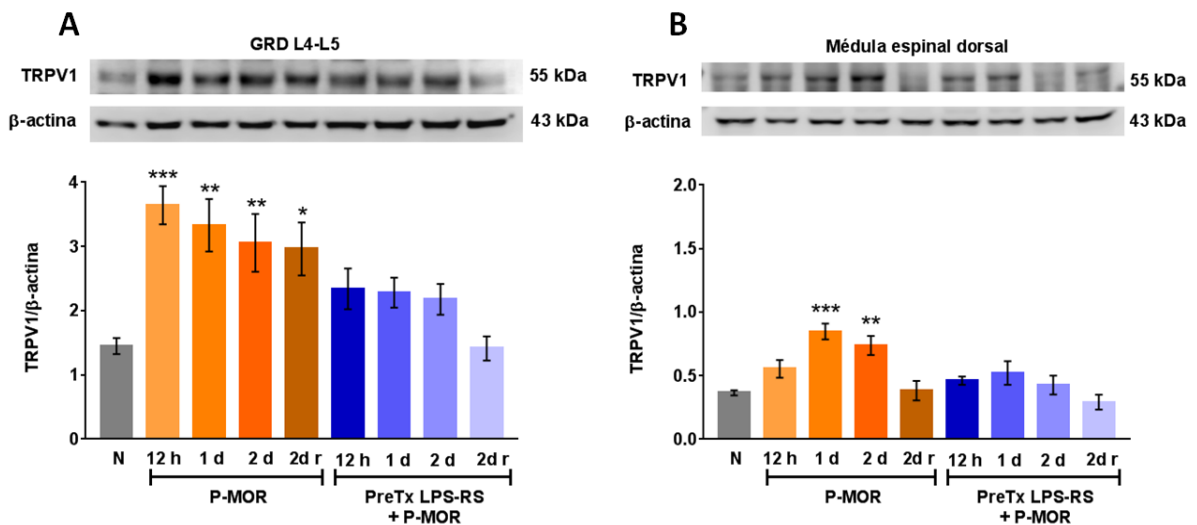 A
GRD L4-L5
TRPV1
55 kDa
β-actina
43 kDa
TRPV1/β-actina
4
3
2
1
0
***
**
**
*
N
12 h
1 d
2 d
2d r
12 h
1 d
2 d
2d r
P-MOR
PreTx LPS-RS
+ P-MOR
B
Médula espinal dorsal
TRPV1
55 kDa
β-actina
43 kDa
TRPV1/β-actina
2.0
1.5
1.0
0.5
0.0
***
**
N
12 h
1 d
2 d
2d r
12 h
1 d
2 d
2d r
P-MOR
PreTx LPS-RS
+ P-MOR